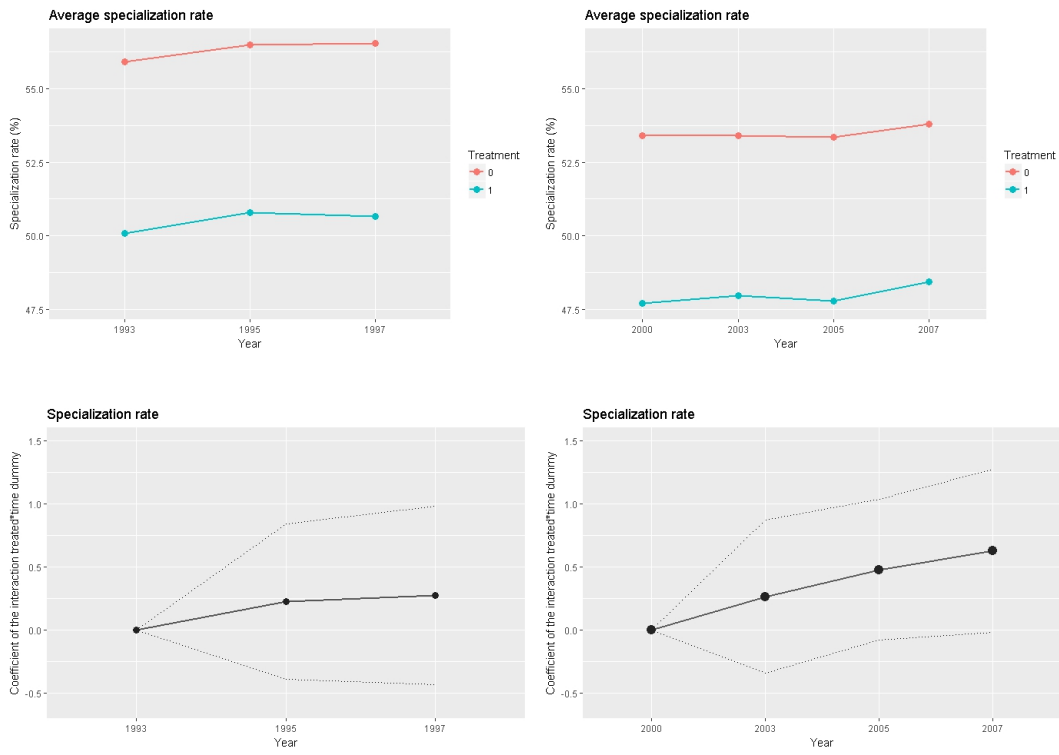 Average specialization rate
Specialization rate (%)
55.0
52.5
50.0
47.5
1993
1995
1997
Year
Treatment
0
1
Average specialization rate
Specialization rate (%)
55.0
52.5
50.0
47.5
2000
2003
2005
2007
Year
Treatment
0
1
Specialization rate
Coefficient of the interaction treated*time dummy
1.5
1.0
0.5
0.0
-0.5
1993
1995
1997
Year
Specialization rate
Coefficient of the interaction treated*time dummy
1.5
1.0
0.5
0.0
-0.5
2000
2003
2005
2007
Year